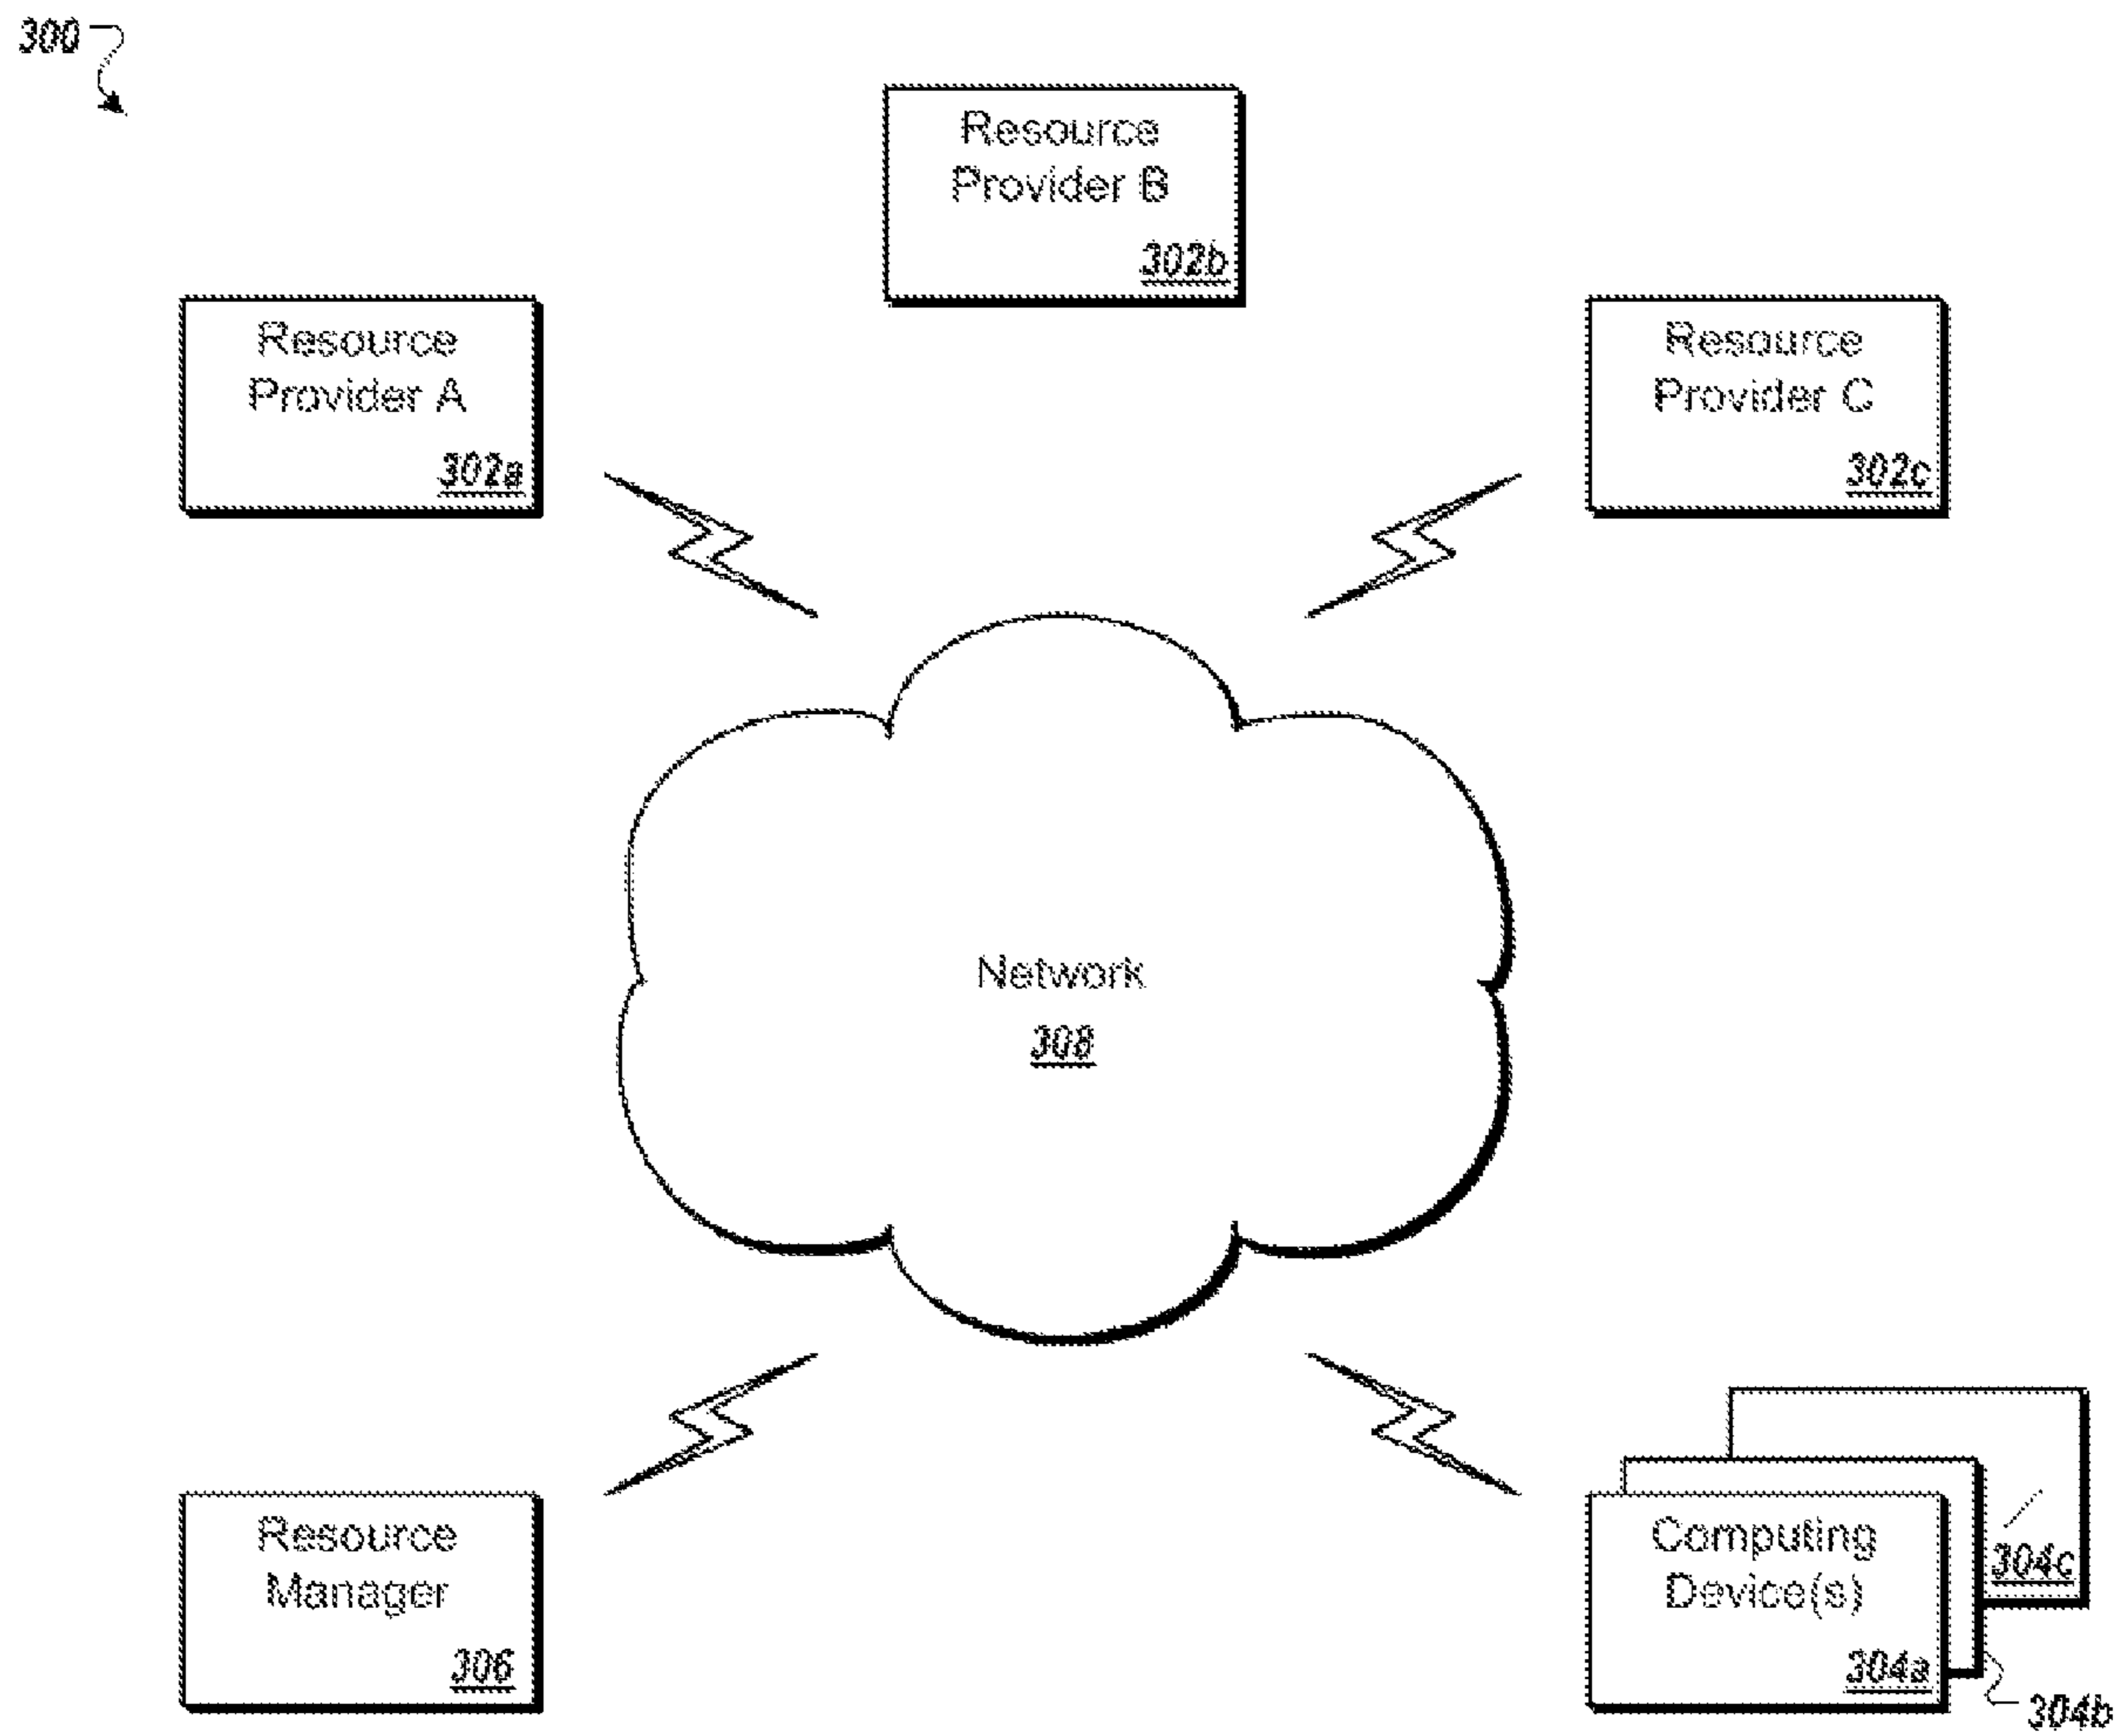 300
Resource
Provider B
302b
Resource
Provider A
302a
Resource
Provider C
302c
Network
308
Resource
Manager
306
Computing
Device(s)
304a
304c
304b